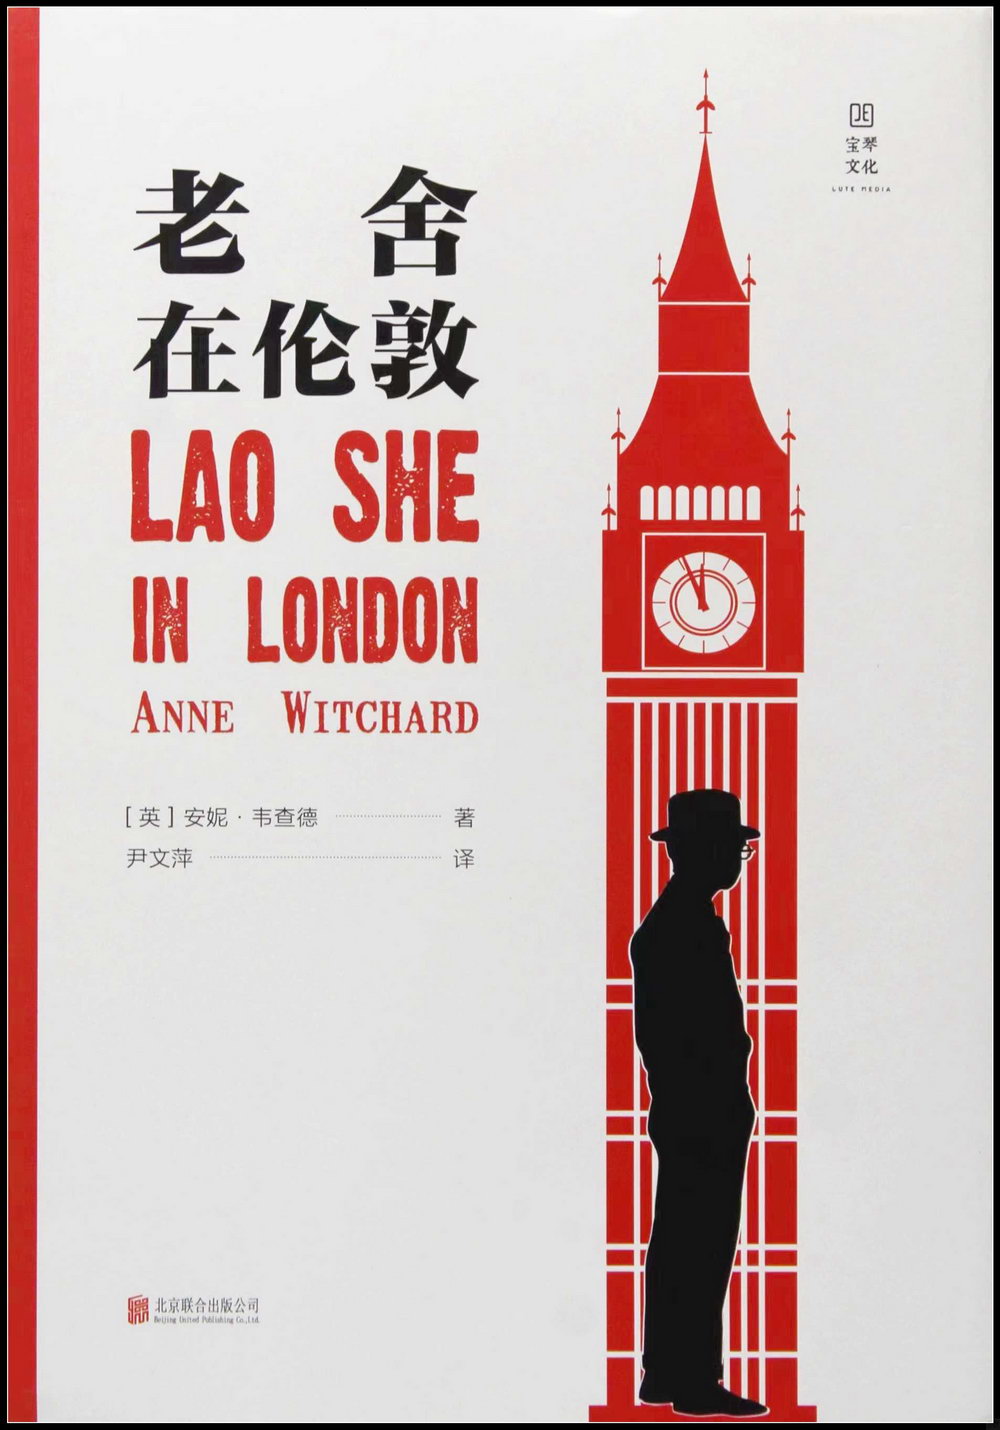 老舍
在伦敦
LAO SHE
IN LONDON
ANNE WITCHARD
[英]安妮·韦查德 著
尹文萍 译
宝琴
文化
LUTE MEDIA
北京联合出版公司
Beijing United Publishing Co.,Ltd.